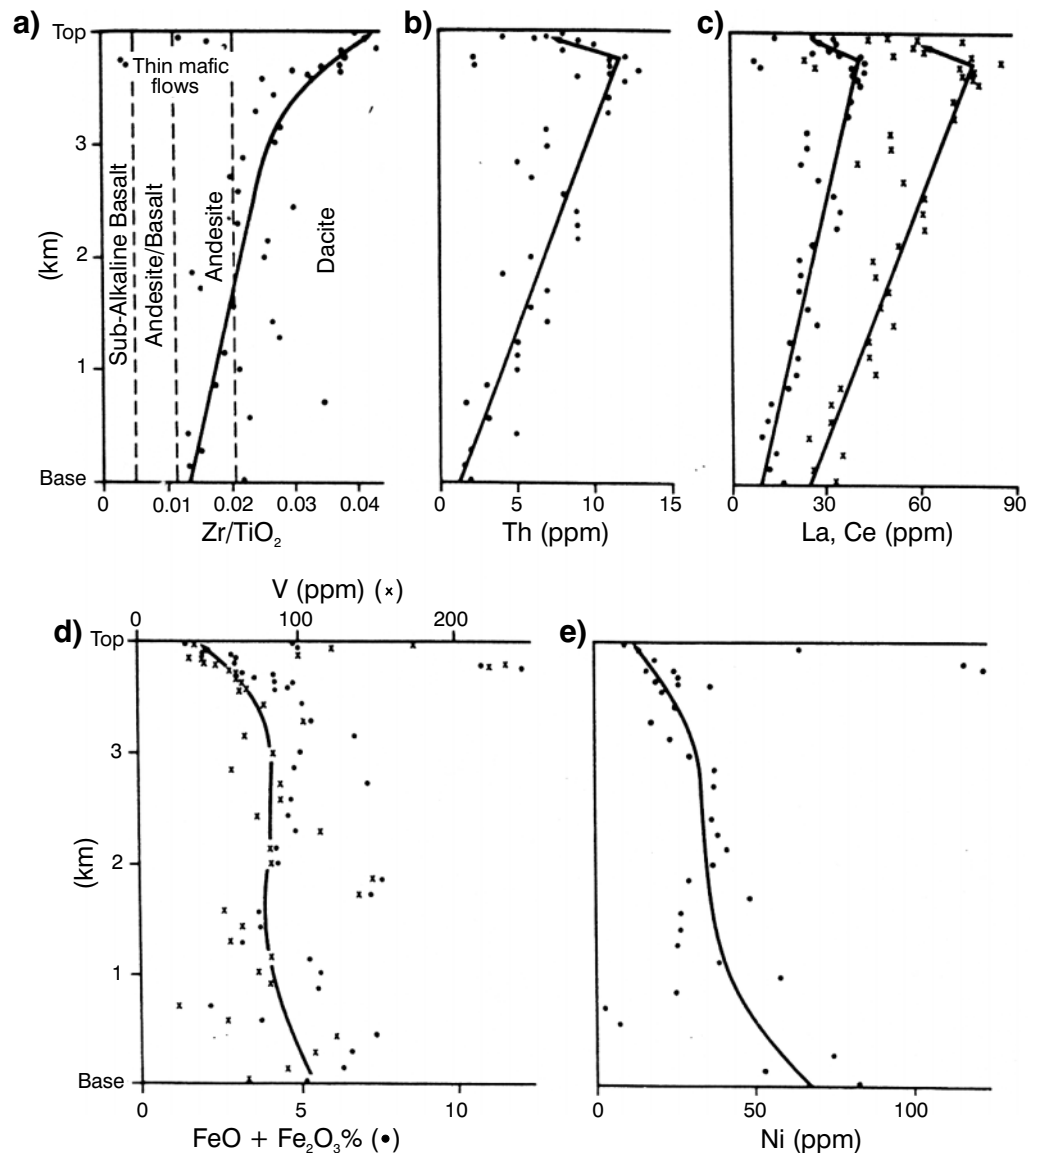 a)
Top
3
2
1
Base
(km)
Thin mafic
flows
Sub-Alkaline Basalt
Andesite/Basalt
Andesite
Dacite
0 0.01 0.02 0.03 0.04
Zr/TiO₂
b)
0 5 10 15
Th (ppm)
c)
0 30 60 90
La, Ce (ppm)
d)
V (ppm) (x)
0 100 200
Top
3
2
1
Base
(km)
0 5 10
FeO + Fe₂O₃% (•)
e)
0 50 100
Ni (ppm)